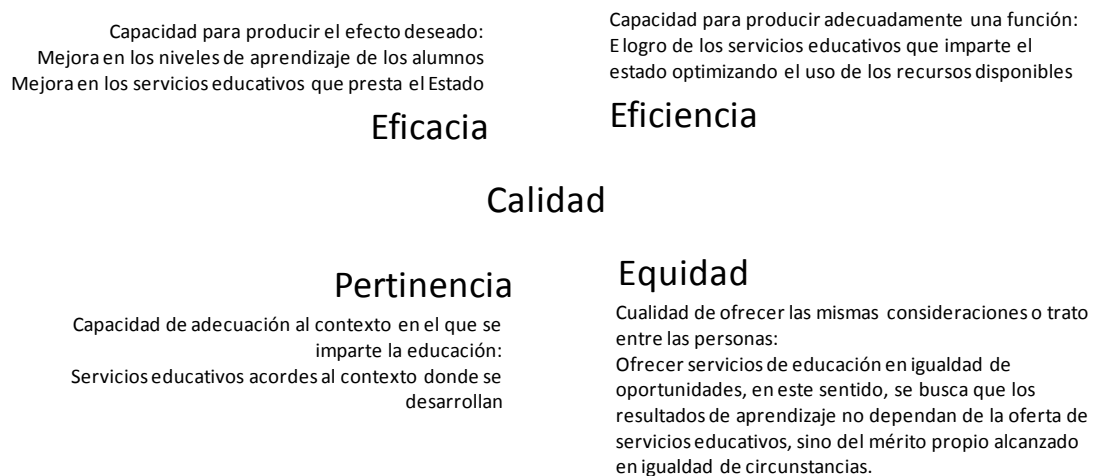 Capacidad para producir el efecto deseado:
Mejora en los niveles de aprendizaje de los alumnos
Mejora en los servicios educativos que presta el Estado
Eficacia
Capacidad para producir adecuadamente una función:
E logro de los servicios educativos que imparte el
estado optimizando el uso de los recursos disponibles
Eficiencia
Calidad
Pertinencia
Capacidad de adecuación al contexto en el que se
imparte la educación:
Servicios educativos acordes al contexto donde se
desarrollan
Equidad
Cualidad de ofrecer las mismas consideraciones o trato
entre las personas:
Ofrecer servicios de educación en igualdad de
oportunidades, en este sentido, se busca que los
resultados de aprendizaje no dependan de la oferta de
servicios educativos, sino del mérito propio alcanzado
en igualdad de circunstancias.